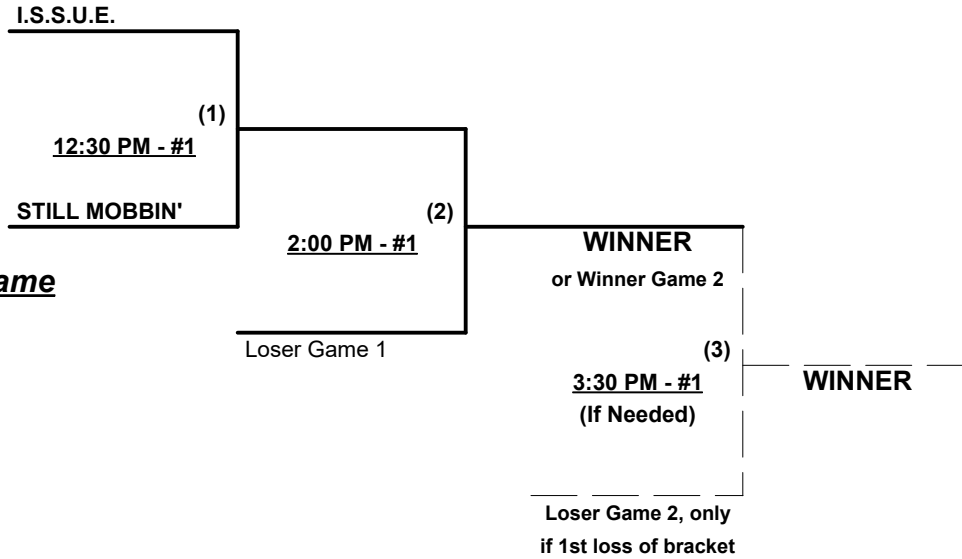 I.S.S.U.E.
(1)
12:30 PM - #1
STILL MOBBIN'
(2)
2:00 PM - #1
WINNER
or Winner Game 2
ame
Loser Game 1
(3)
3:30 PM - #1
WINNER
(If Needed)
Loser Game 2, only
if 1st loss of bracket